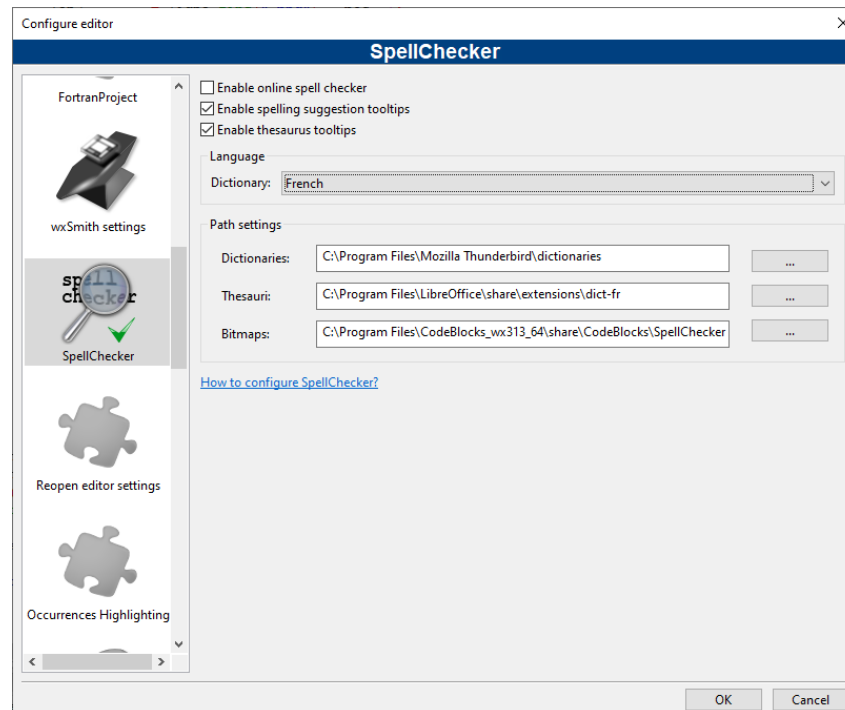 Configure editor
SpellChecker
FortranProject
wxSmith settings
spell
checker
SpellChecker
Reopen editor settings
Occurrences Highlighting
Enable online spell checker
Enable spelling suggestion tooltips
Enable thesaurus tooltips
Language
Dictionary: French
Path settings
Dictionaries: C:\Program Files\Mozilla Thunderbird\dictionaries ...
Thesauri: C:\Program Files\LibreOffice\share\extensions\dict-fr ...
Bitmaps: C:\Program Files\CodeBlocks_wx313_64\share\CodeBlocks\SpellChecker ...
How to configure SpellChecker?
OK Cancel